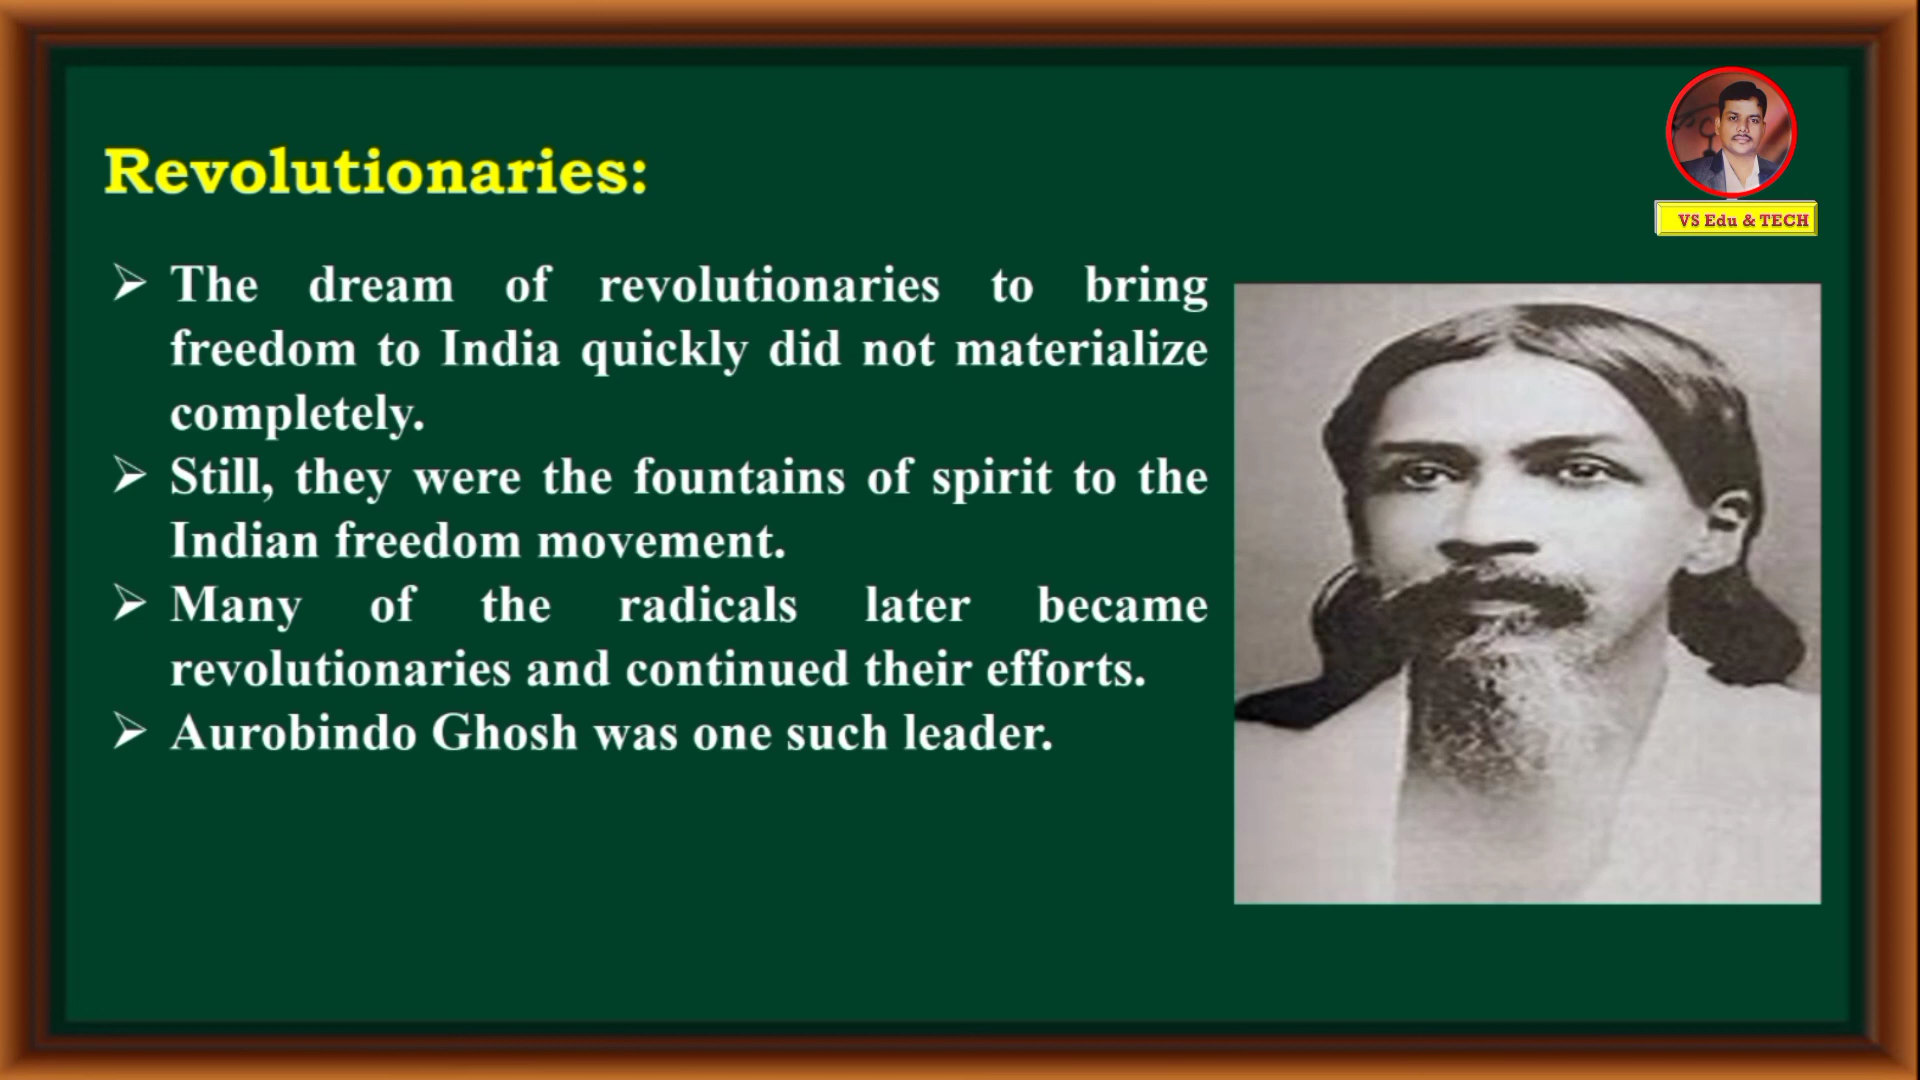 VS Edu & TECH
Revolutionaries:
➢ The dream of revolutionaries to bring
freedom to India quickly did not materialize
completely.
➢ Still, they were the fountains of spirit to the
Indian freedom movement.
➢ Many of the radicals later became
revolutionaries and continued their efforts.
➢ Aurobindo Ghosh was one such leader.